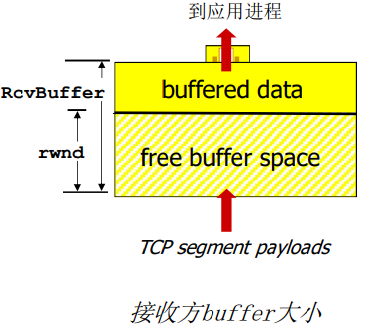 到应用进程
RcvBuffer
buffered data
rwnd
free buffer space
TCP segment payloads
接收方buffer大小